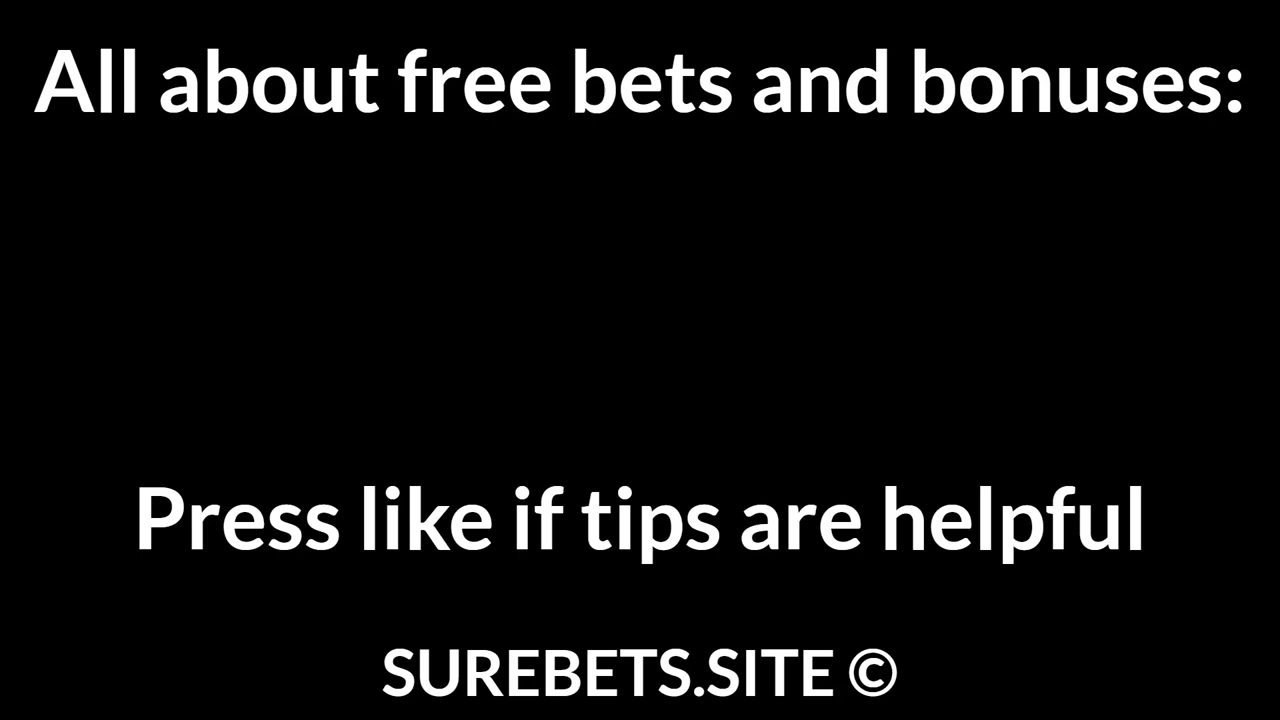 All about free bets and bonuses:
Press like if tips are helpful
SUREBETS.SITE ©